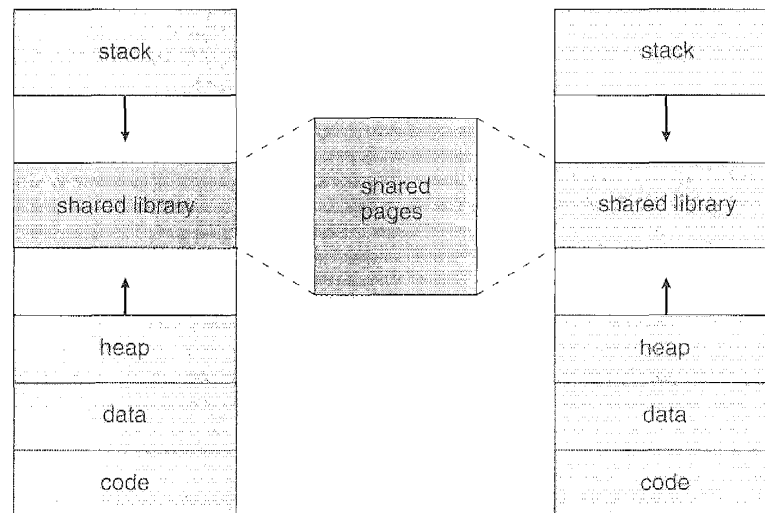 stack
shared library
heap
data
code
shared
pages
stack
shared library
heap
data
code